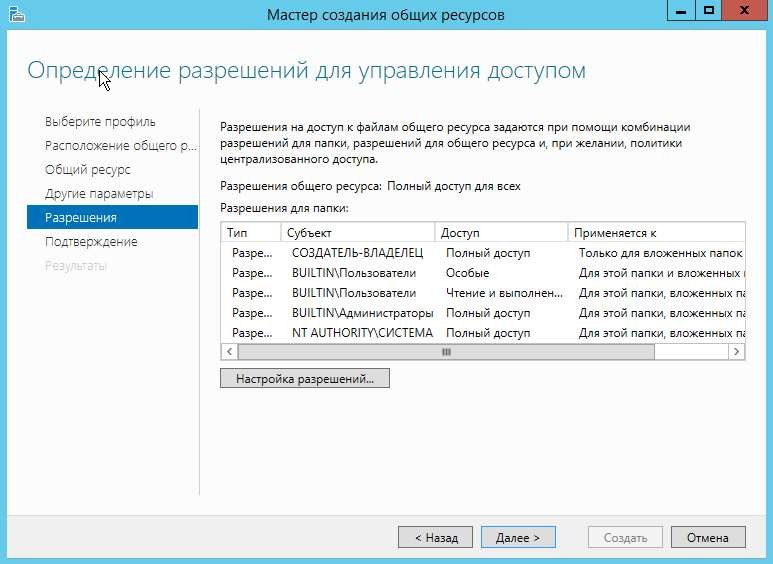 Мастер создания общих ресурсов
Определение разрешений для управления доступом
Выберите профиль
Расположение общего р...
Общий ресурс
Другие параметры
Разрешения
Подтверждение
Результаты
Разрешения на доступ к файлам общего ресурса задаются при помощи комбинации
разрешений для папки, разрешений для общего ресурса и, при желании, политики
централизованного доступа.
Разрешения общего ресурса: Полный доступ для всех
Разрешения для папки:
Тип Субъект Доступ Применяется к
Разре... СОЗДАТЕЛЬ-ВЛАДЕЛЕЦ Полный доступ Только для вложенных папок
Разре... BUILTIN\Пользователи Особые Для этой папки и вложенных
Разре... BUILTIN\Пользователи Чтение и выполнен... Для этой папки, вложенных
Разре... BUILTIN\Администраторы Полный доступ Для этой папки, вложенных
Разре... NT AUTHORITY\СИСТЕМА Полный доступ Для этой папки, вложенных
Настройка разрешений...
< Назад Далее > Создать Отмена